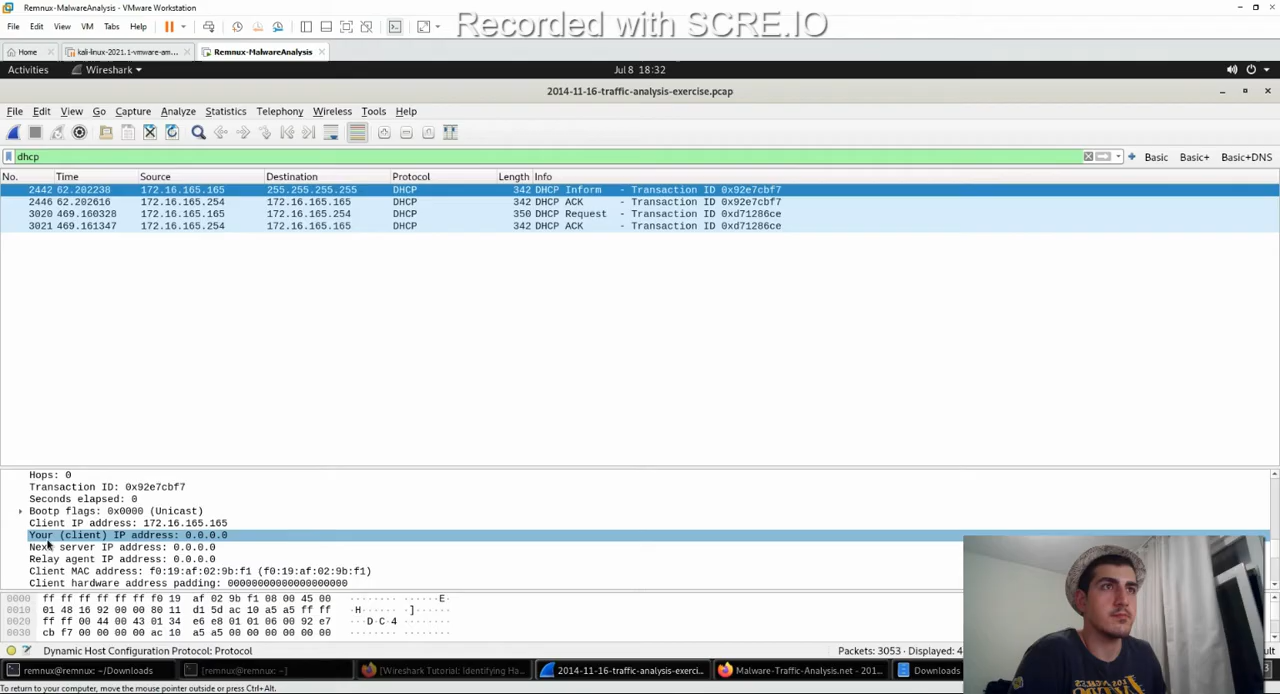 Remnux-MalwareAnalysis - VMware Workstation
Recorded with SCRE.IO
File Edit View VM Tabs Help
Home kali-linux-2021.1-vmware-am... Remnux-MalwareAnalysis
Activities Wireshark Jul 8 18:32
2014-11-16-traffic-analysis-exercise.pcap
File Edit View Go Capture Analyze Statistics Telephony Wireless Tools Help
dhcp Basic Basic+ Basic+DNS
No. Time Source Destination Protocol Length Info
2442 62.202238 172.16.165.165 255.255.255.255 DHCP 342 DHCP Inform - Transaction ID 0x92e7cbf7
2446 62.202616 172.16.165.254 172.16.165.165 DHCP 342 DHCP ACK - Transaction ID 0x92e7cbf7
3020 469.160328 172.16.165.165 172.16.165.254 DHCP 350 DHCP Request - Transaction ID 0xd71286ce
3021 469.161347 172.16.165.254 172.16.165.165 DHCP 342 DHCP ACK - Transaction ID 0xd71286ce
Hops: 0
Transaction ID: 0x92e7cbf7
Seconds elapsed: 0
Bootp flags: 0x0000 (Unicast)
Client IP address: 172.16.165.165
Your (client) IP address: 0.0.0.0
Next server IP address: 0.0.0.0
Relay agent IP address: 0.0.0.0
Client MAC address: f0:19:af:02:9b:f1 (f0:19:af:02:9b:f1)
Client hardware address padding: 00000000000000000000
0000 ff ff ff ff ff ff f0 19 af 02 9b f1 08 00 45 00 ········ ······E·
0010 01 48 16 92 00 00 80 11 d1 5d ac 10 a5 a5 ff ff ·H······ ·]······
0020 ff ff 00 44 00 43 01 34 e6 e8 01 01 06 00 92 e7 ···D·C·4 ········
0030 cb f7 00 00 00 00 ac 10 a5 a5 00 00 00 00 00 00 ········ ········
Dynamic Host Configuration Protocol: Protocol Packets: 3053 · Displayed: 4
remnux@remnux: ~/Downloads [remnux@remnux: ~] [Wireshark Tutorial: Identifying Ha... 2014-11-16-traffic-analysis-exerci... Malware-Traffic-Analysis.net - 201... Downloads
To return to your computer, move the mouse pointer outside or press Ctrl+Alt.